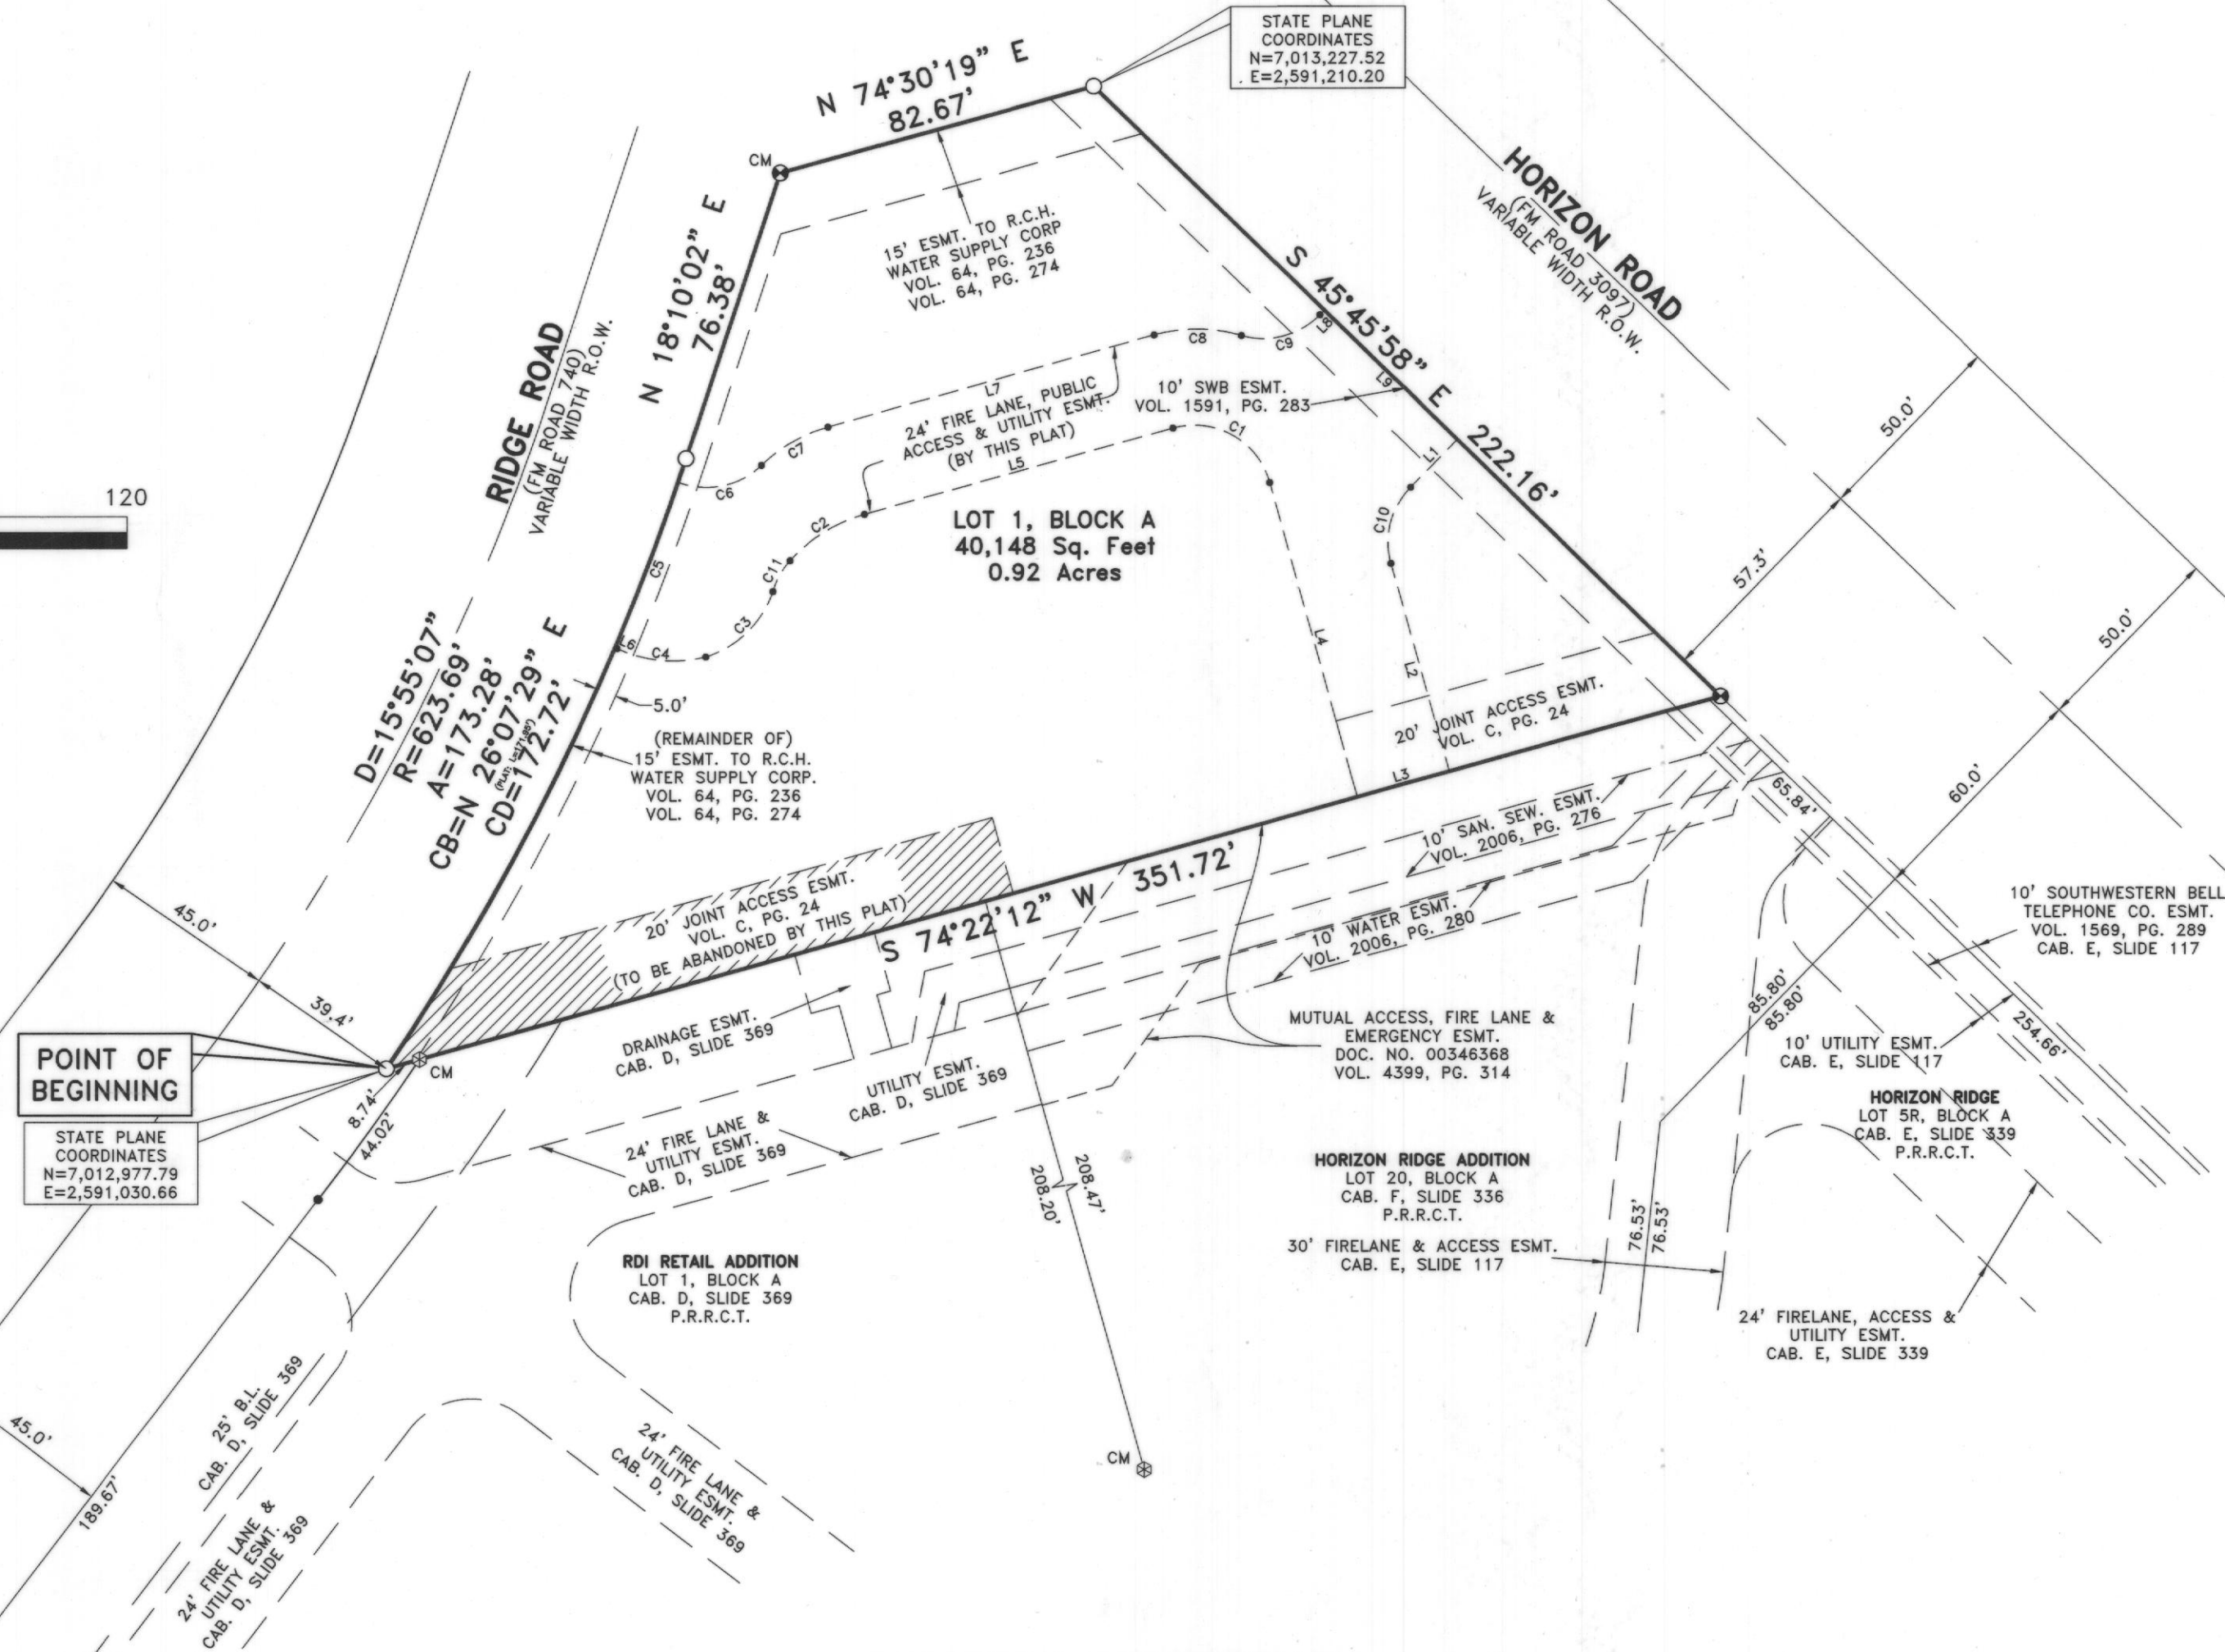 STATE PLANE
COORDINATES
N=7,013,227.52
E=2,591,210.20
N 74°30'19" E
82.67'
CM
HORIZON ROAD
(FM ROAD 3097)
VARIABLE WIDTH R.O.W.
15' ESMT. TO R.C.H.
WATER SUPPLY CORP
VOL. 64, PG. 236
VOL. 64, PG. 274
N 18°10'02" E
76.38'
S 45°45'58" E 222.16'
RIDGE ROAD
(FM ROAD 740)
VARIABLE WIDTH R.O.W.
120
L8
C8
C9
L7
L9
10' SWB ESMT.
VOL. 1591, PG. 283
24' FIRE LANE, PUBLIC
ACCESS & UTILITY ESMT.
(BY THIS PLAT)
L5
C1
L1
C7
C6
C2
C10
C11
C5
C3
C4
L6
L4
L2
LOT 1, BLOCK A
40,148 Sq. Feet
0.92 Acres
50.0'
57.3'
50.0'
60.0'
D=15°55'07"
R=623.69'
A=173.28'
(PLAT: L=171.95')
CB=N 26°07'29" E
CD=172.72'
5.0'
(REMAINDER OF)
15' ESMT. TO R.C.H.
WATER SUPPLY CORP.
VOL. 64, PG. 236
VOL. 64, PG. 274
20' JOINT ACCESS ESMT.
VOL. C, PG. 24
L3
65.84'
10' SAN. SEW. ESMT.
VOL. 2006, PG. 276
S 74°22'12" W 351.72'
20' JOINT ACCESS ESMT.
VOL. C, PG. 24
(TO BE ABANDONED BY THIS PLAT)
10' WATER ESMT.
VOL. 2006, PG. 280
10' SOUTHWESTERN BELL
TELEPHONE CO. ESMT.
VOL. 1569, PG. 289
CAB. E, SLIDE 117
45.0'
39.4'
POINT OF
BEGINNING
STATE PLANE
COORDINATES
N=7,012,977.79
E=2,591,030.66
CM
8.74'
44.02'
DRAINAGE ESMT.
CAB. D, SLIDE 369
UTILITY ESMT.
CAB. D, SLIDE 369
MUTUAL ACCESS, FIRE LANE &
EMERGENCY ESMT.
DOC. NO. 00346368
VOL. 4399, PG. 314
85.80'
85.80'
254.66'
10' UTILITY ESMT.
CAB. E, SLIDE 117
HORIZON RIDGE
LOT 5R, BLOCK A
CAB. E, SLIDE 339
P.R.R.C.T.
24' FIRE LANE &
UTILITY ESMT.
CAB. D, SLIDE 369
208.20'
208.47'
HORIZON RIDGE ADDITION
LOT 20, BLOCK A
CAB. F, SLIDE 336
P.R.R.C.T.
30' FIRELANE & ACCESS ESMT.
CAB. E, SLIDE 117
76.53'
76.53'
RDI RETAIL ADDITION
LOT 1, BLOCK A
CAB. D, SLIDE 369
P.R.R.C.T.
24' FIRELANE, ACCESS &
UTILITY ESMT.
CAB. E, SLIDE 339
25' B.L.
CAB. D, SLIDE 369
24' FIRE LANE &
UTILITY ESMT.
CAB. D, SLIDE 369
CM
45.0'
189.67'
24' FIRE LANE &
UTILITY ESMT.
CAB. D, SLIDE 369